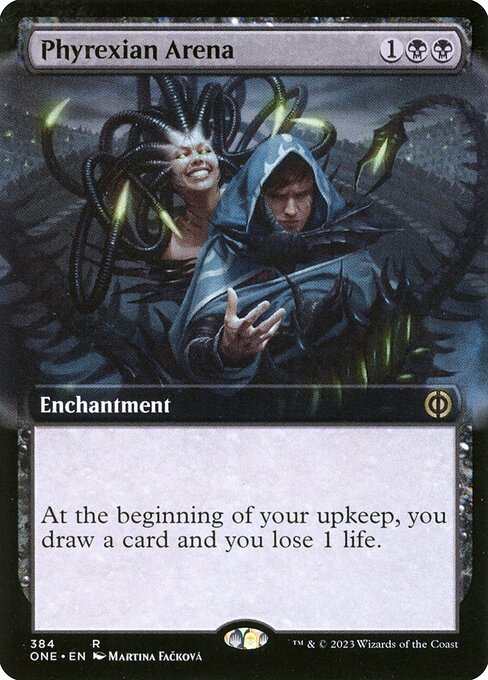 Phyrexian Arena 1
Enchantment
At the beginning of your upkeep, you
draw a card and you lose 1 life.
384 R
ONE • EN Martina Fačková
™ & © 2023 Wizards of the Coast